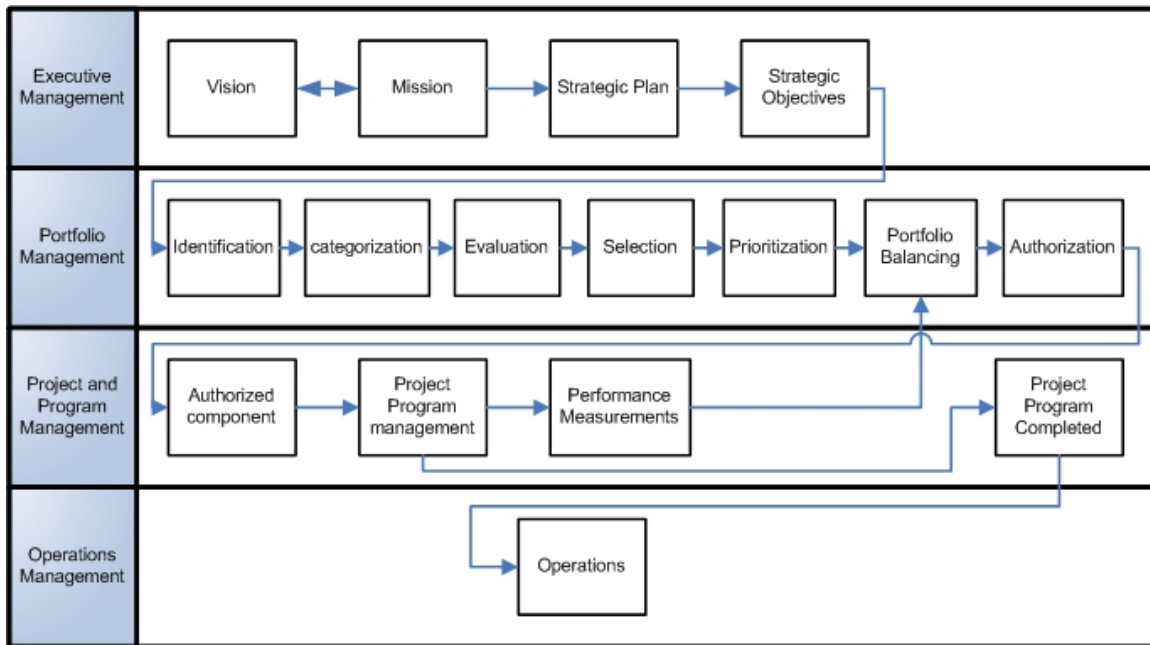 Executive
Management
Vision
Mission
Strategic Plan
Strategic
Objectives
Portfolio
Management
Identification
categorization
Evaluation
Selection
Prioritization
Portfolio
Balancing
Authorization
Project and
Program
Management
Authorized
component
Project
Program
management
Performance
Measurements
Project
Program
Completed
Operations
Management
Operations